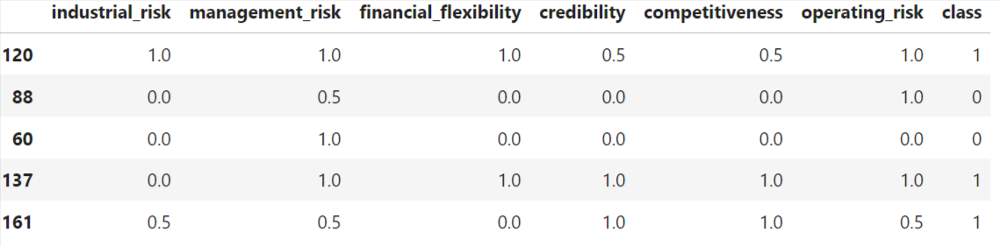 industrial_risk management_risk financial_flexibility credibility competitiveness operating_risk class
120 1.0 1.0 1.0 0.5 0.5 1.0 1
88 0.0 0.5 0.0 0.0 0.0 1.0 0
60 0.0 1.0 0.0 0.0 0.0 0.0 0
137 0.0 1.0 1.0 1.0 1.0 1.0 1
161 0.5 0.5 0.0 1.0 1.0 0.5 1